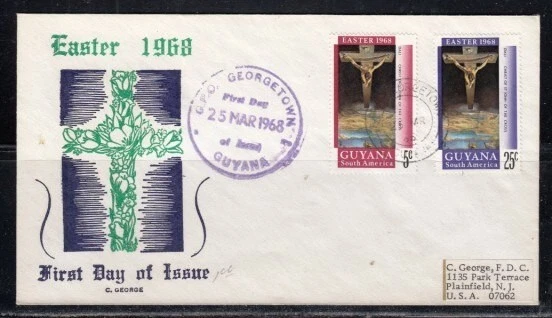 Easter 1968
First Day of Issue
C. GEORGE
G.P.O. GEORGETOWN
First Day
25 MAR 1968
of Issue
GUYANA
EASTER 1968
GUYANA
South America
5c
EASTER 1968
GUYANA
South America
25c
C. George, F.D.C.
1135 Park Terrace
Plainfield, N. J.
U. S. A. 07062